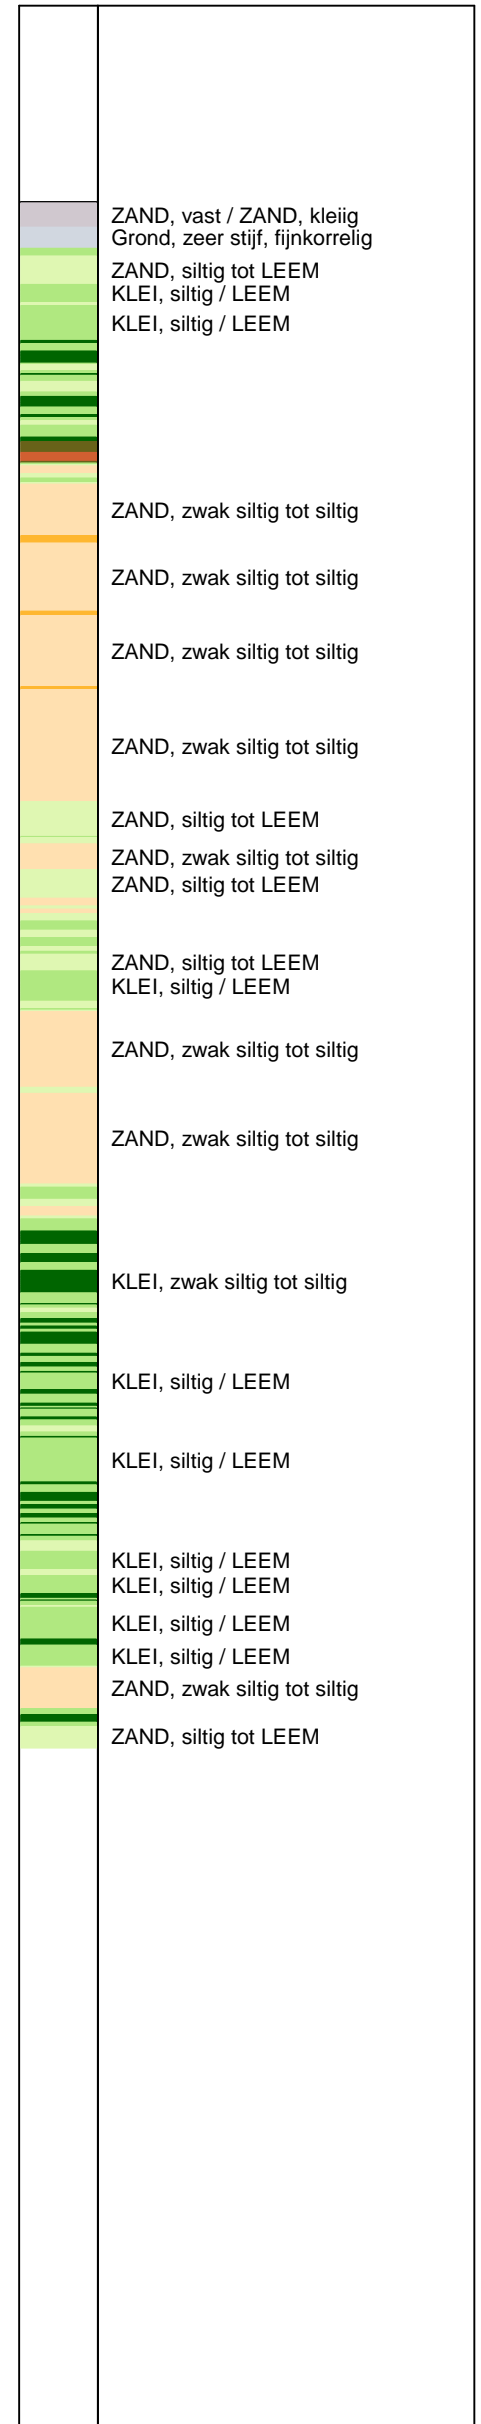 ZAND, vast / ZAND, kleiig
Grond, zeer stijf, fijnkorrelig
ZAND, siltig tot LEEM
KLEI, siltig / LEEM
KLEI, siltig / LEEM
ZAND, zwak siltig tot siltig
ZAND, zwak siltig tot siltig
ZAND, zwak siltig tot siltig
ZAND, zwak siltig tot siltig
ZAND, siltig tot LEEM
ZAND, zwak siltig tot siltig
ZAND, siltig tot LEEM
ZAND, siltig tot LEEM
KLEI, siltig / LEEM
ZAND, zwak siltig tot siltig
ZAND, zwak siltig tot siltig
KLEI, zwak siltig tot siltig
KLEI, siltig / LEEM
KLEI, siltig / LEEM
KLEI, siltig / LEEM
KLEI, siltig / LEEM
KLEI, siltig / LEEM
KLEI, siltig / LEEM
ZAND, zwak siltig tot siltig
ZAND, siltig tot LEEM